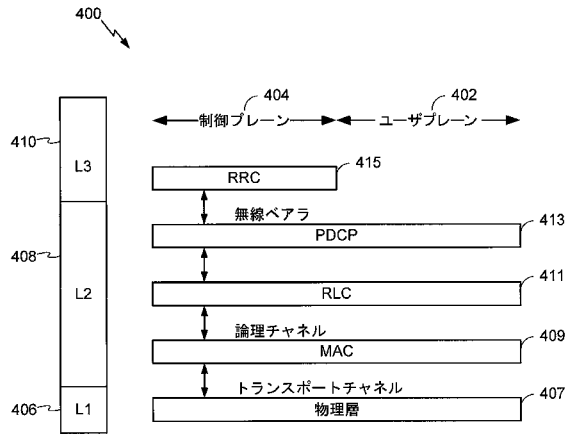 400
404
402
制御プレーン
ユーザプレーン
410
L3
RRC
415
無線ベアラ
PDCP
413
408
L2
RLC
411
論理チャネル
MAC
409
トランスポートチャネル
406
L1
物理層
407